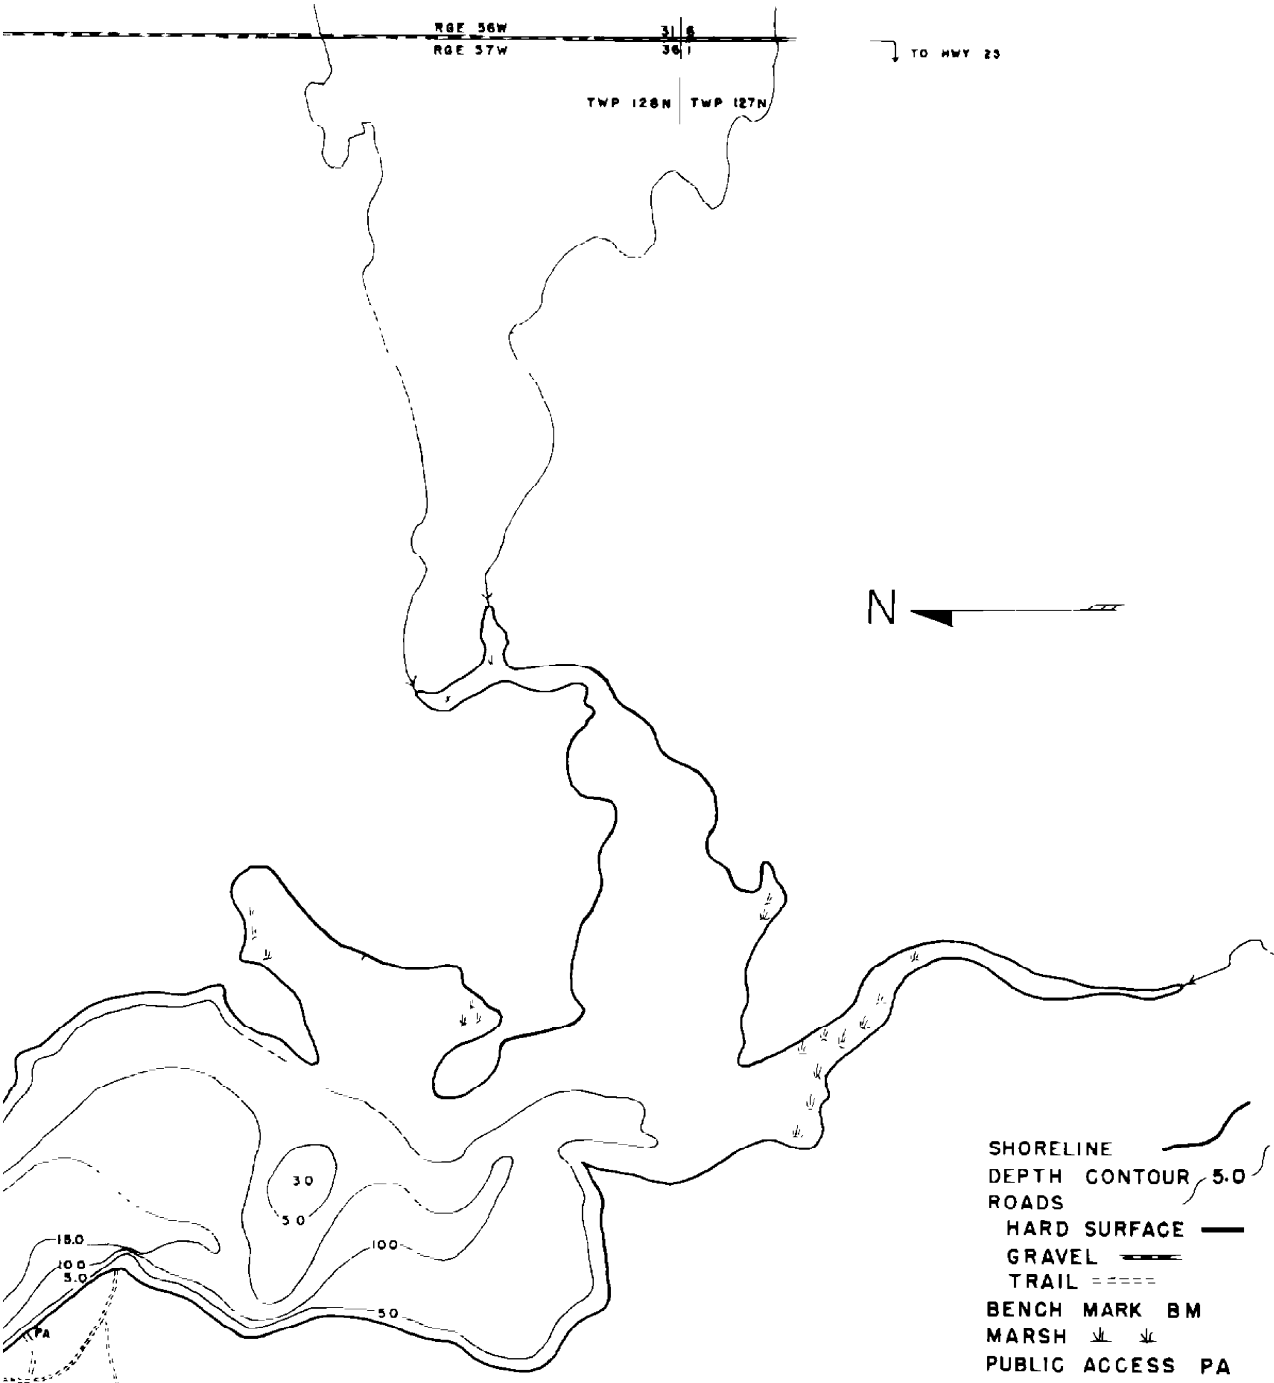 RGE 56W 31 6
RGE 57W 36 1
TO HWY 23
TWP 128N TWP 127N
N
3.0
5.0
15.0
10.0
10.0
5.0
5.0
PA
SHORELINE
DEPTH CONTOUR 5.0
ROADS
HARD SURFACE
GRAVEL
TRAIL
BENCH MARK BM
MARSH
PUBLIC ACCESS PA